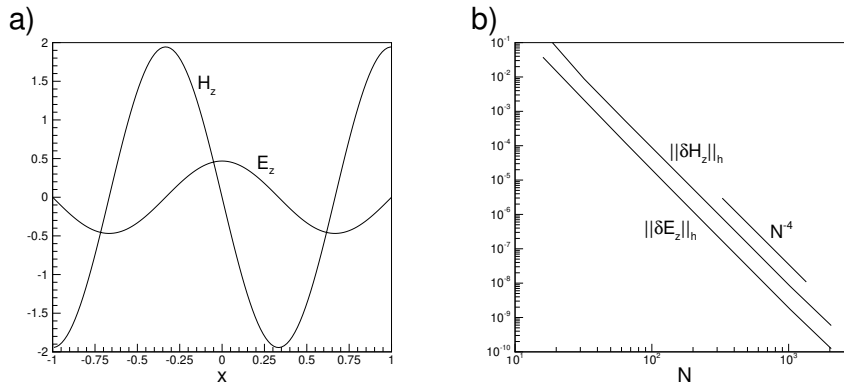 a)
2
1.5
1
0.5
0
-0.5
-1
-1.5
-2
H_z
E_z
-1 -0.75 -0.5 -0.25 0 0.25 0.5 0.75 1
x
b)
10^-1
10^-2
10^-3
10^-4
10^-5
10^-6
10^-7
10^-8
10^-9
10^-10
||δH_z||_h
||δE_z||_h
N^-4
10^1 10^2 10^3
N